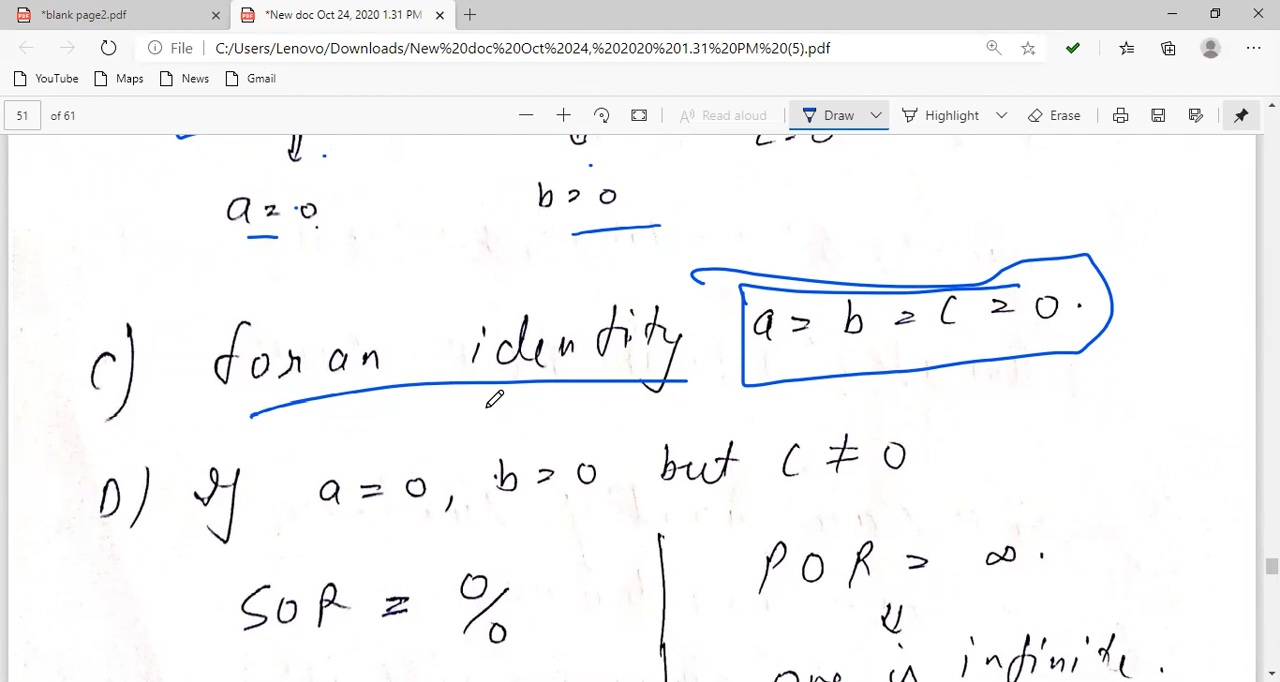 *blank page2.pdf
*New doc Oct 24, 2020 1.31 PM
File
C:/Users/Lenovo/Downloads/New%20doc%20Oct%2024,%202020%201.31%20PM%20(5).pdf
YouTube Maps News Gmail
51 of 61
Read aloud Draw Highlight Erase
a = 0 b = 0
C) for an identity a = b = c = 0.
D) If a = 0, b = 0 but c ≠ 0
SOR = 0/0 POR = ∞.
⇓
one is infinite.